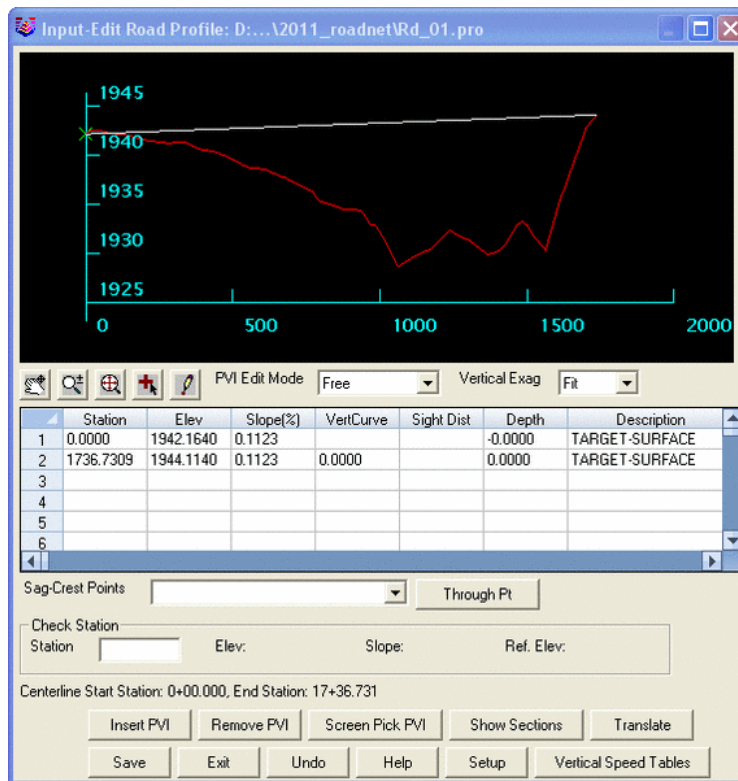 Input-Edit Road Profile: D:...\2011_roadnet\Rd_01.pro
1945
1940
1935
1930
1925
0 500 1000 1500 2000
PVI Edit Mode Free Vertical Exag Fit
Station Elev Slope(%) VertCurve Sight Dist Depth Description
1 0.0000 1942.1640 0.1123 -0.0000 TARGET-SURFACE
2 1736.7309 1944.1140 0.1123 0.0000 0.0000 TARGET-SURFACE
3
4
5
6
Sag-Crest Points Through Pt
Check Station
Station Elev: Slope: Ref. Elev:
Centerline Start Station: 0+00.000, End Station: 17+36.731
Insert PVI Remove PVI Screen Pick PVI Show Sections Translate
Save Exit Undo Help Setup Vertical Speed Tables